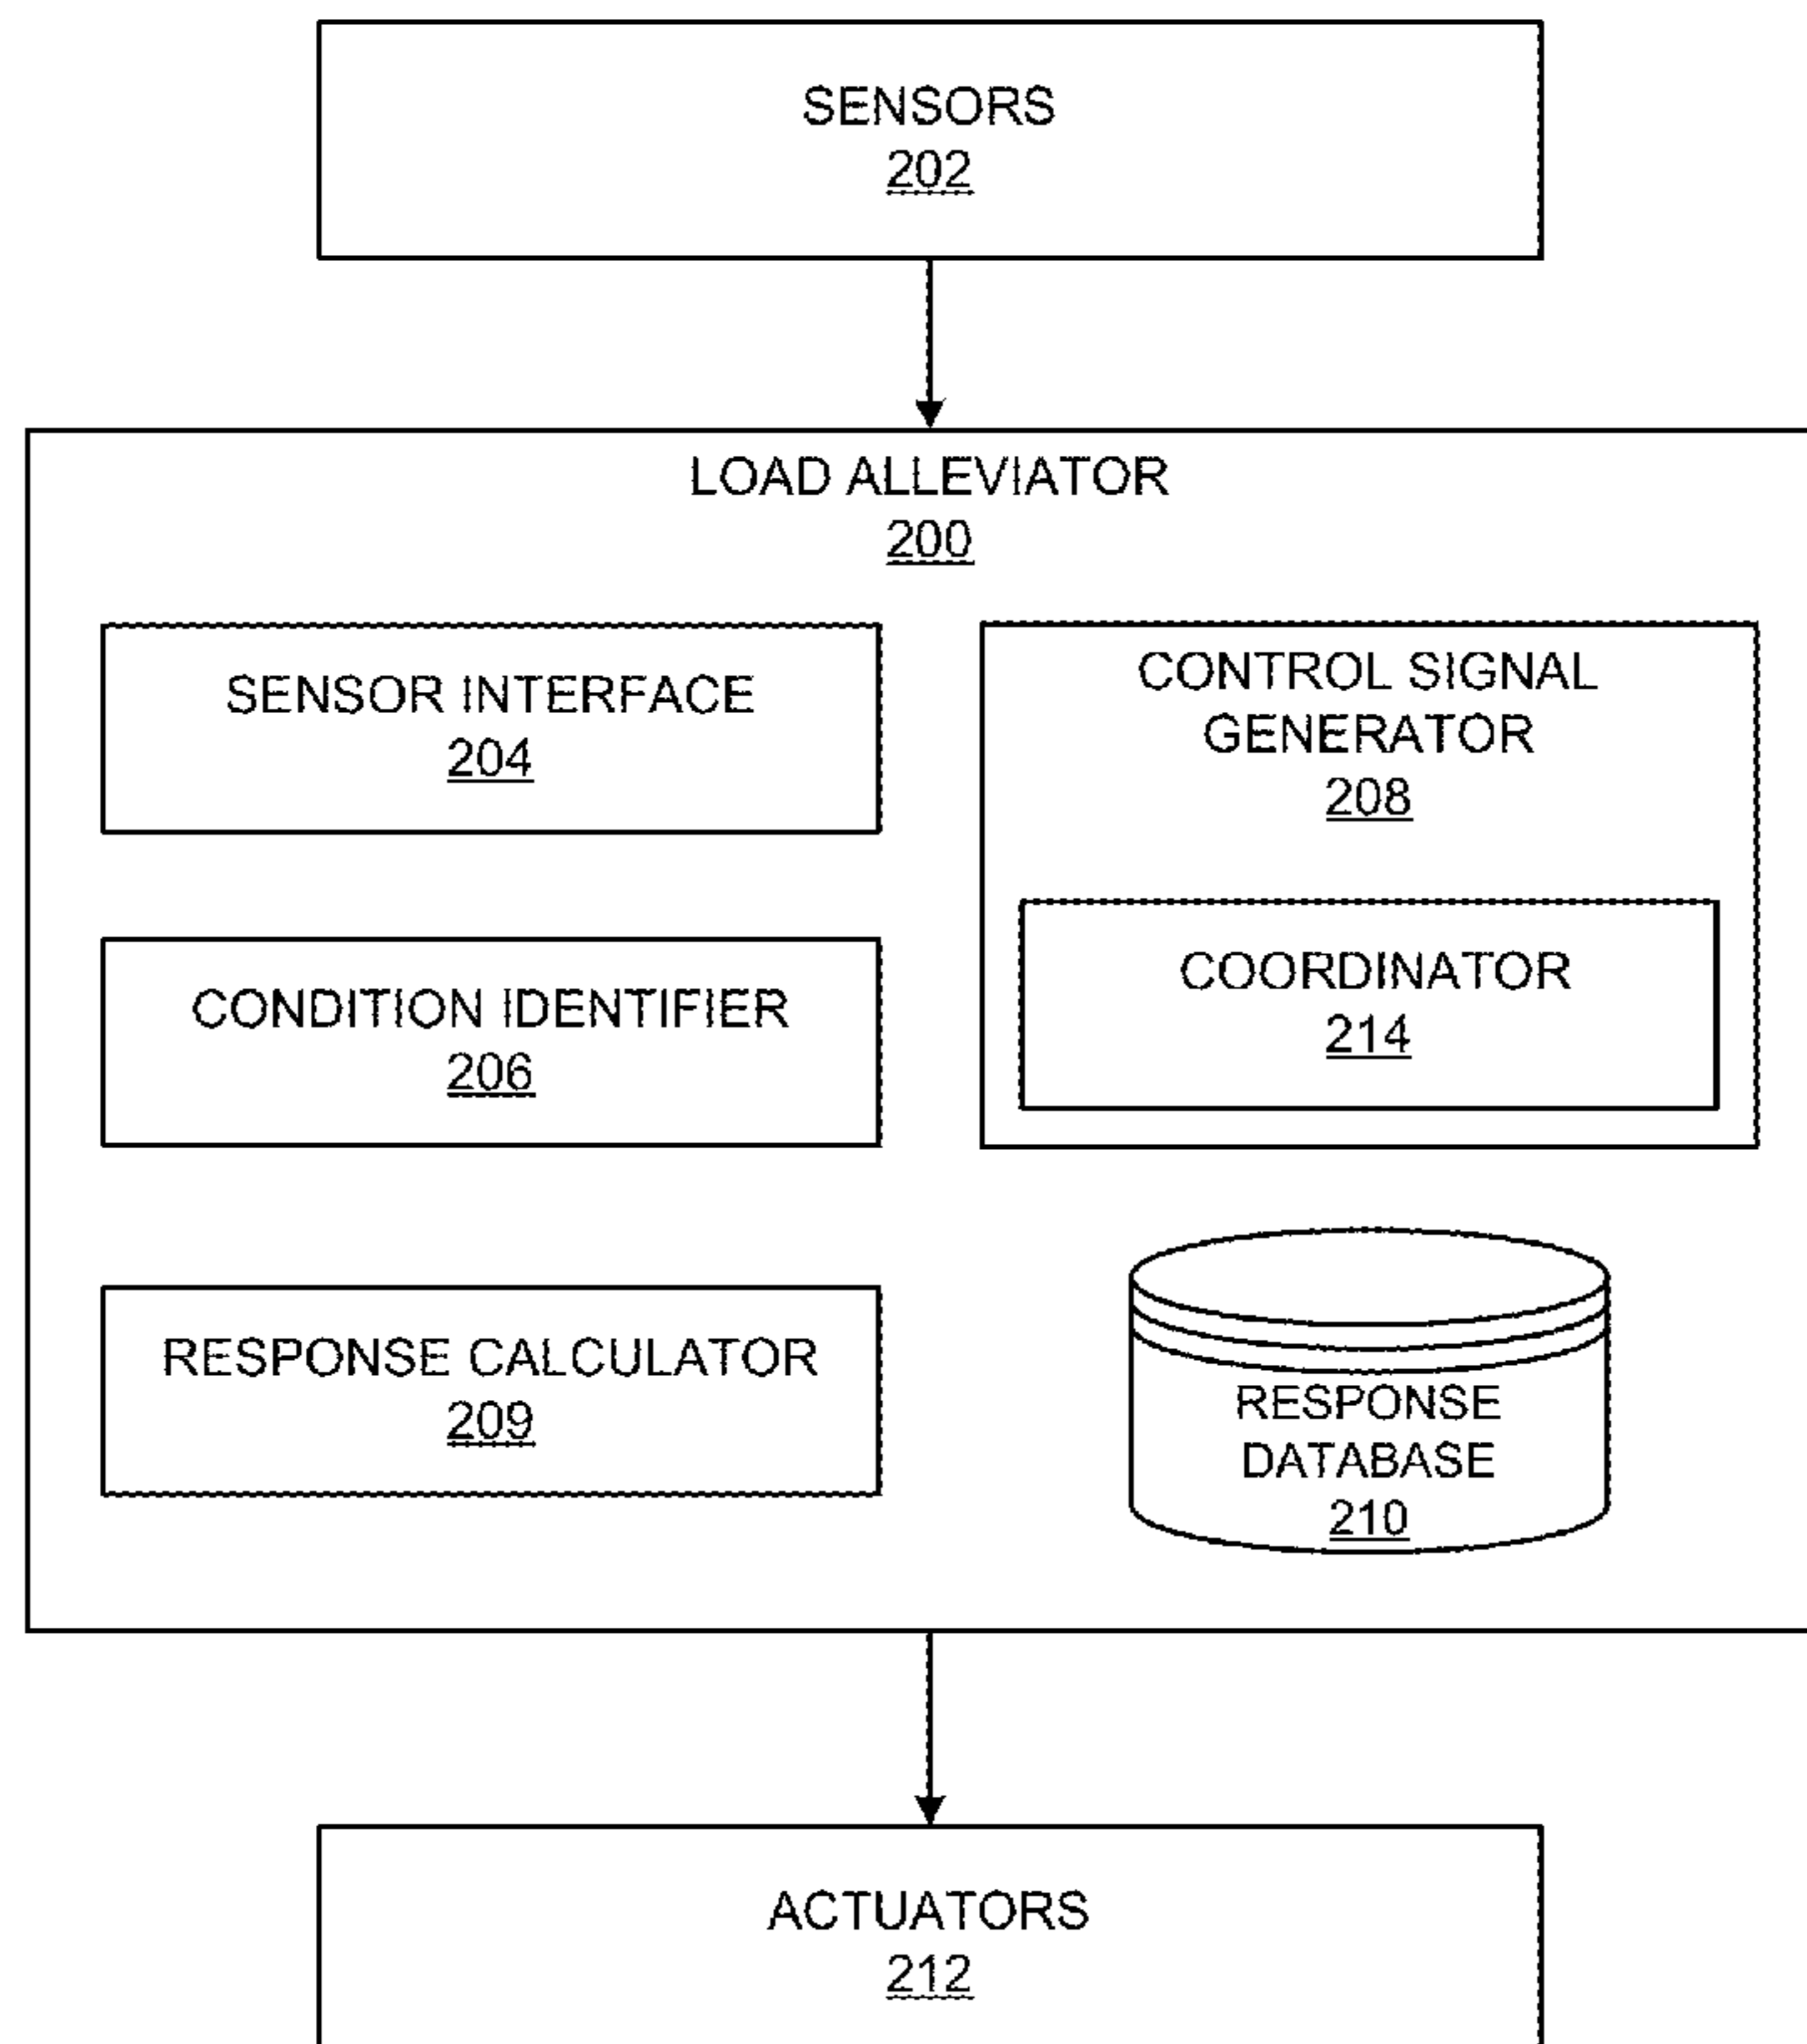 SENSORS
202
LOAD ALLEVIATOR
200
SENSOR INTERFACE
204
CONDITION IDENTIFIER
206
RESPONSE CALCULATOR
209
CONTROL SIGNAL
GENERATOR
208
COORDINATOR
214
RESPONSE
DATABASE
210
ACTUATORS
212